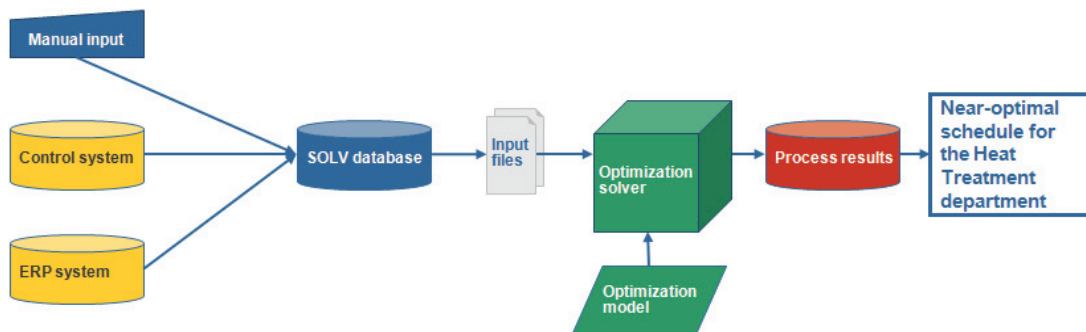 Manual input
Control system
ERP system
SOLV database
Input
files
Optimization
solver
Optimization
model
Process results
Near-optimal
schedule for
the Heat
Treatment
department